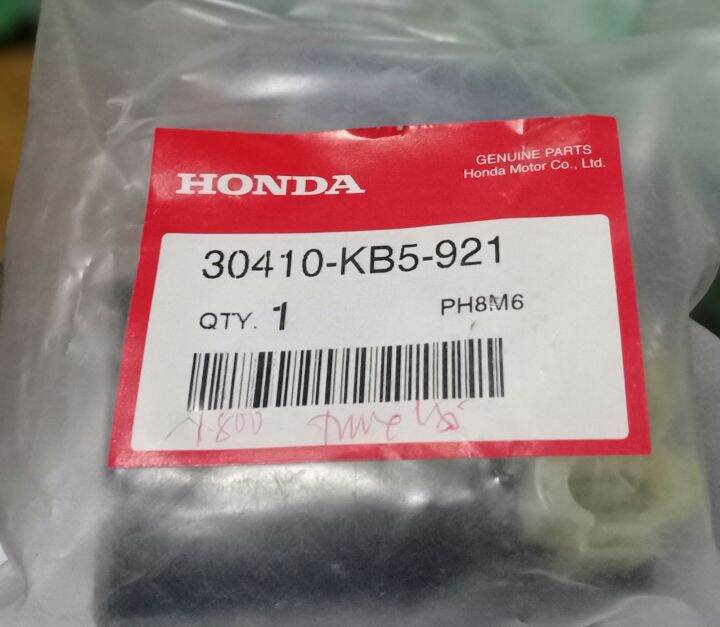 GENUINE PARTS
Honda Motor Co., Ltd.
HONDA
30410-KB5-921
QTY. 1
PH8M6